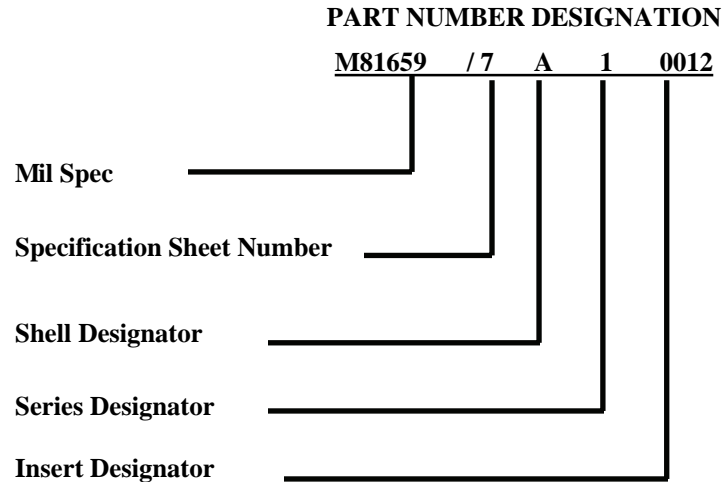 PART NUMBER DESIGNATION
M81659 / 7 A 1 0012
Mil Spec
Specification Sheet Number
Shell Designator
Series Designator
Insert Designator